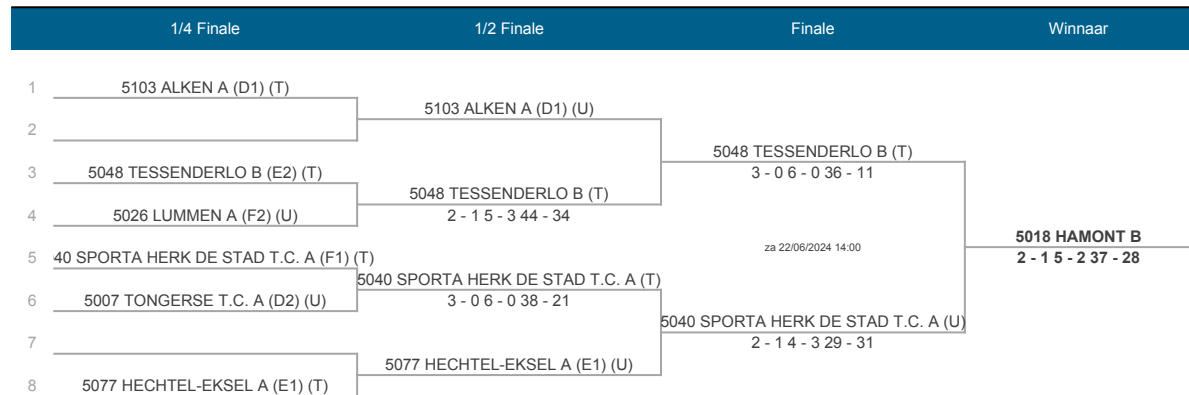 1/4 Finale 1/2 Finale Finale Winnaar
1 5103 ALKEN A (D1) (T)
5103 ALKEN A (D1) (U)
2
5048 TESSENDERLO B (T)
3 5048 TESSENDERLO B (E2) (T)
3 - 0 6 - 0 36 - 11
5048 TESSENDERLO B (T)
4 5026 LUMMEN A (F2) (U)
2 - 1 5 - 3 44 - 34
5018 HAMONT B
za 22/06/2024 14:00
5 40 SPORTA HERK DE STAD T.C. A (F1) (T)
2 - 1 5 - 2 37 - 28
5040 SPORTA HERK DE STAD T.C. A (T)
6 5007 TONGERSE T.C. A (D2) (U)
3 - 0 6 - 0 38 - 21
5040 SPORTA HERK DE STAD T.C. A (U)
7
2 - 1 4 - 3 29 - 31
5077 HECHTEL-EKSEL A (E1) (U)
8 5077 HECHTEL-EKSEL A (E1) (T)